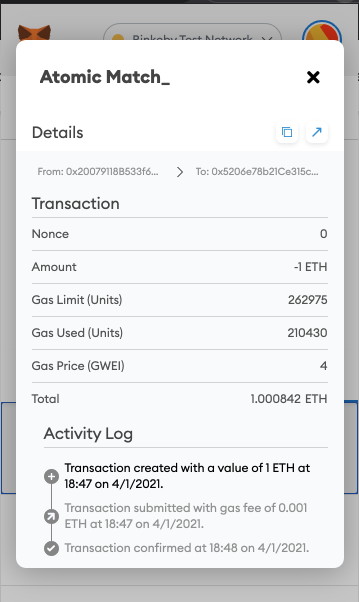 Rinkeby Test Network
Atomic Match_
Details
From: 0x20079118B533f6... To: 0x5206e78b21Ce315c...
Transaction
Nonce 0
Amount -1 ETH
Gas Limit (Units) 262975
Gas Used (Units) 210430
Gas Price (GWEI) 4
Total 1.000842 ETH
Activity Log
Transaction created with a value of 1 ETH at
18:47 on 4/1/2021.
Transaction submitted with gas fee of 0.001
ETH at 18:47 on 4/1/2021.
Transaction confirmed at 18:48 on 4/1/2021.